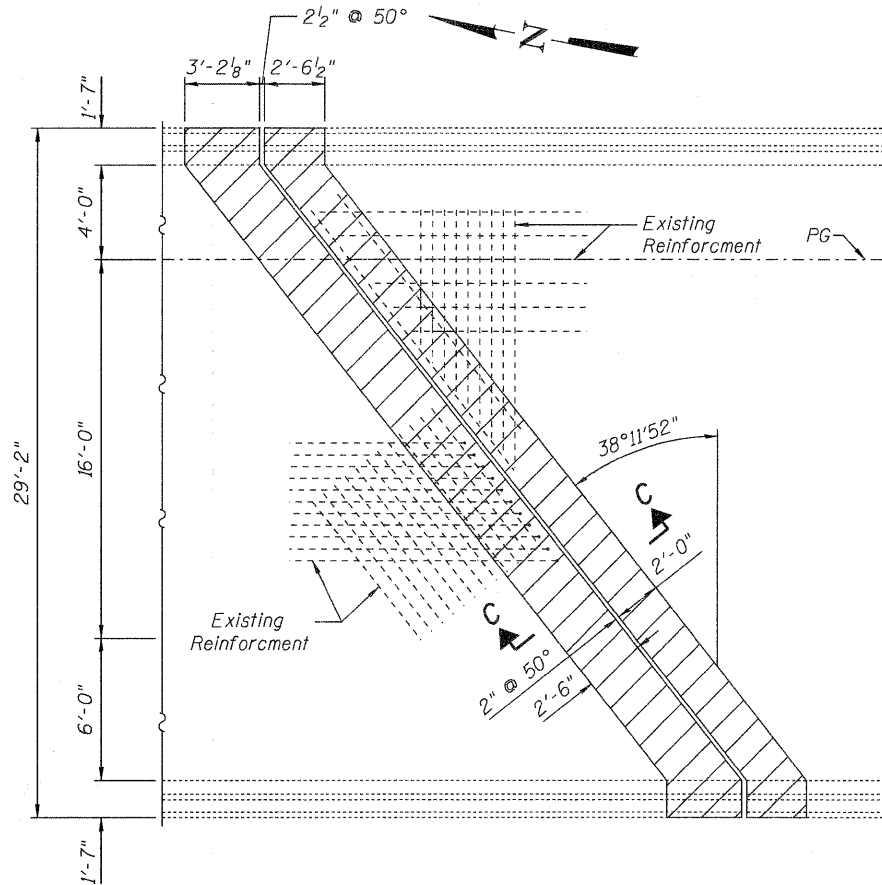 2½" @ 50°
N
3'-2⅛" 2'-6½"
1'-7"
4'-0"
Existing
Reinforcment
PG
16'-0"
29'-2"
38°11'52"
C
2'-0"
Existing
Reinforcment
C
2" @ 50°
2'-6"
6'-0"
1'-7"